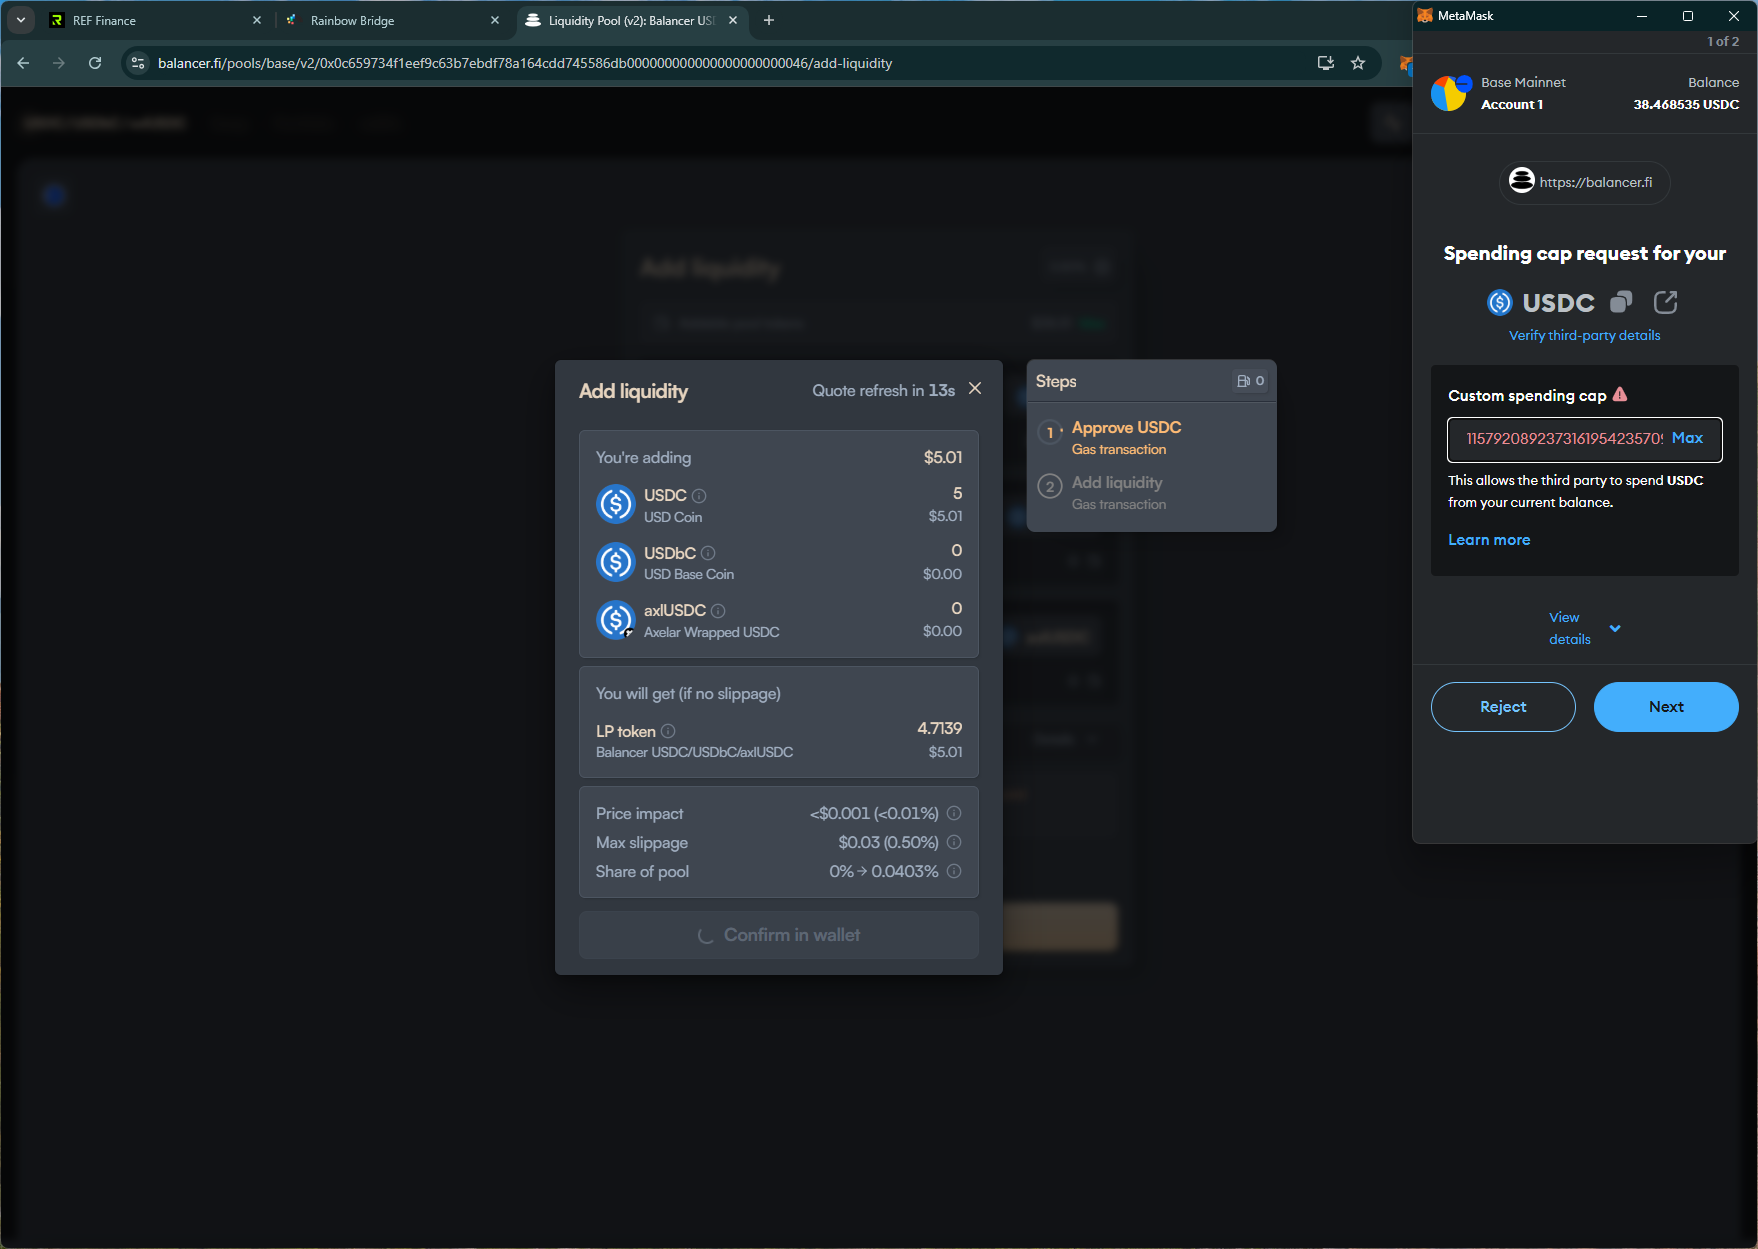 REF Finance
Rainbow Bridge
Liquidity Pool (v2): Balancer USD
balancer.fi/pools/base/v2/0x0c659734f1eef9c63b7ebdf78a164cdd745586db000000000000000000000046/add-liquidity
Add liquidity
Add liquidity
Quote refresh in 13s
You're adding
$5.01
USDC
5
USD Coin
$5.01
USDbC
0
USD Base Coin
$0.00
axlUSDC
0
Axelar Wrapped USDC
$0.00
You will get (if no slippage)
LP token
4.7139
Balancer USDC/USDbC/axlUSDC
$5.01
Price impact
<$0.001 (<0.01%)
Max slippage
$0.03 (0.50%)
Share of pool
0% → 0.0403%
Confirm in wallet
Steps
0
1
Approve USDC
Gas transaction
2
Add liquidity
Gas transaction
MetaMask
1 of 2
Base Mainnet
Balance
Account 1
38.468535 USDC
https://balancer.fi
Spending cap request for your
USDC
Verify third-party details
Custom spending cap
115792089237316195423570
Max
This allows the third party to spend USDC
from your current balance.
Learn more
View
details
Reject
Next